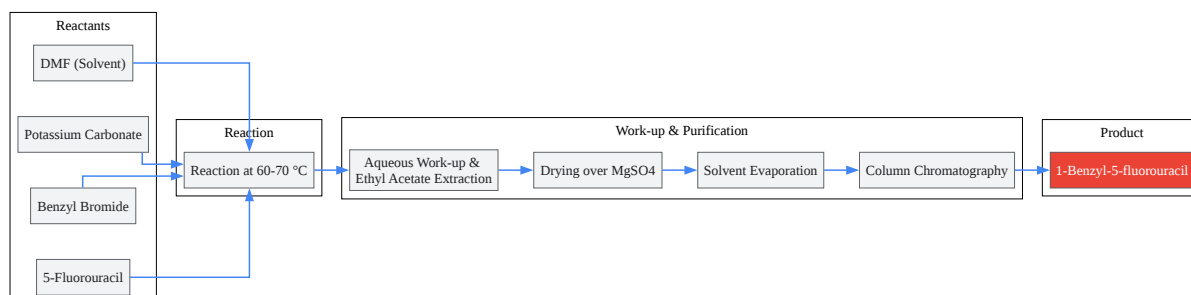 Reactants
DMF (Solvent)
Potassium Carbonate
Benzyl Bromide
5-Fluorouracil
Reaction
Reaction at 60-70 °C
Work-up & Purification
Aqueous Work-up &
Ethyl Acetate Extraction
Drying over MgSO4
Solvent Evaporation
Column Chromatography
Product
1-Benzyl-5-fluorouracil